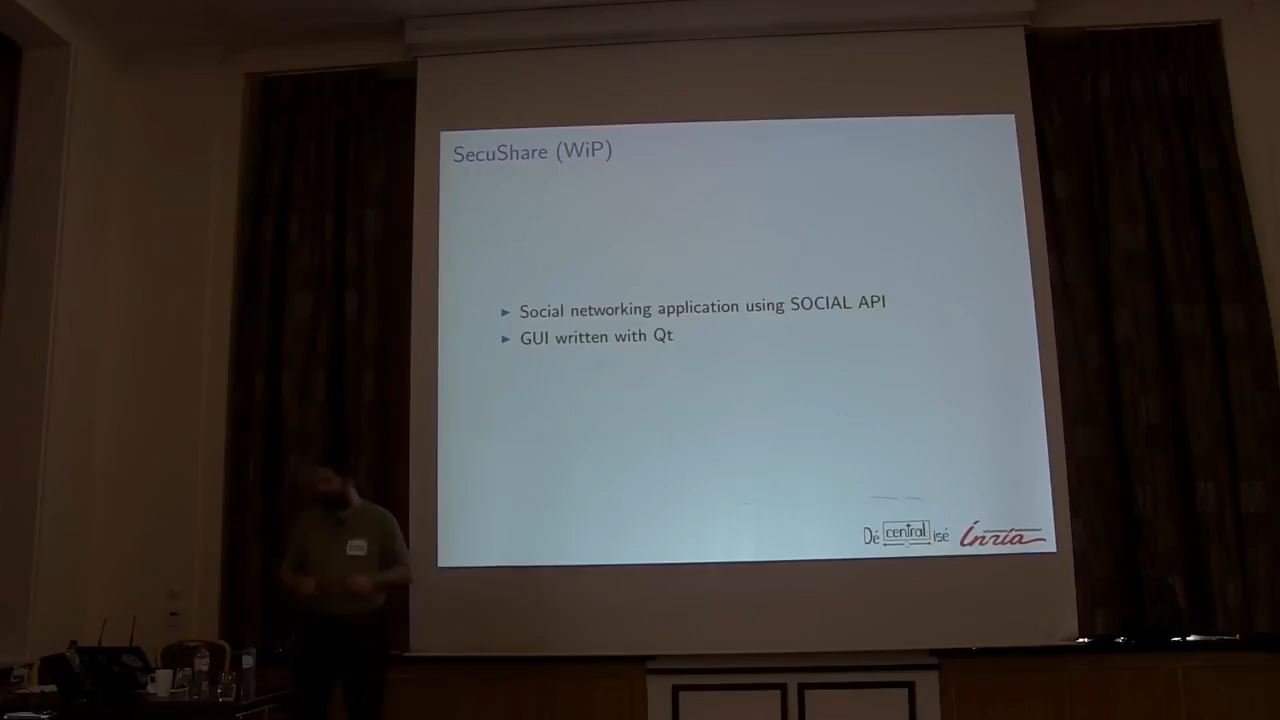 SecuShare (WiP)
Social networking application using SOCIAL API
GUI written with Qt
Dé central isé
Inria